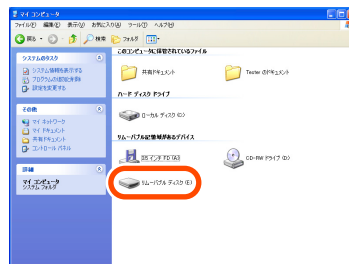 マイ コンピュータ
ファイル(F) 編集(E) 表示(V) お気に入り(A) ツール(T) ヘルプ(H)
戻る 検索 フォルダ
システムのタスク
システム情報を表示する
プログラムの追加と削除
設定を変更する
その他
マイ ネットワーク
マイ ドキュメント
共有ドキュメント
コントロール パネル
詳細
マイ コンピュータ
システム フォルダ
このコンピュータに保管されているファイル
共有ドキュメント Tester のドキュメント
ハード ディスク ドライブ
ローカル ディスク (C:)
リムーバブル記憶域があるデバイス
3.5 インチ FD (A:) CD-RW ドライブ (D:)
リムーバブル ディスク (E:)